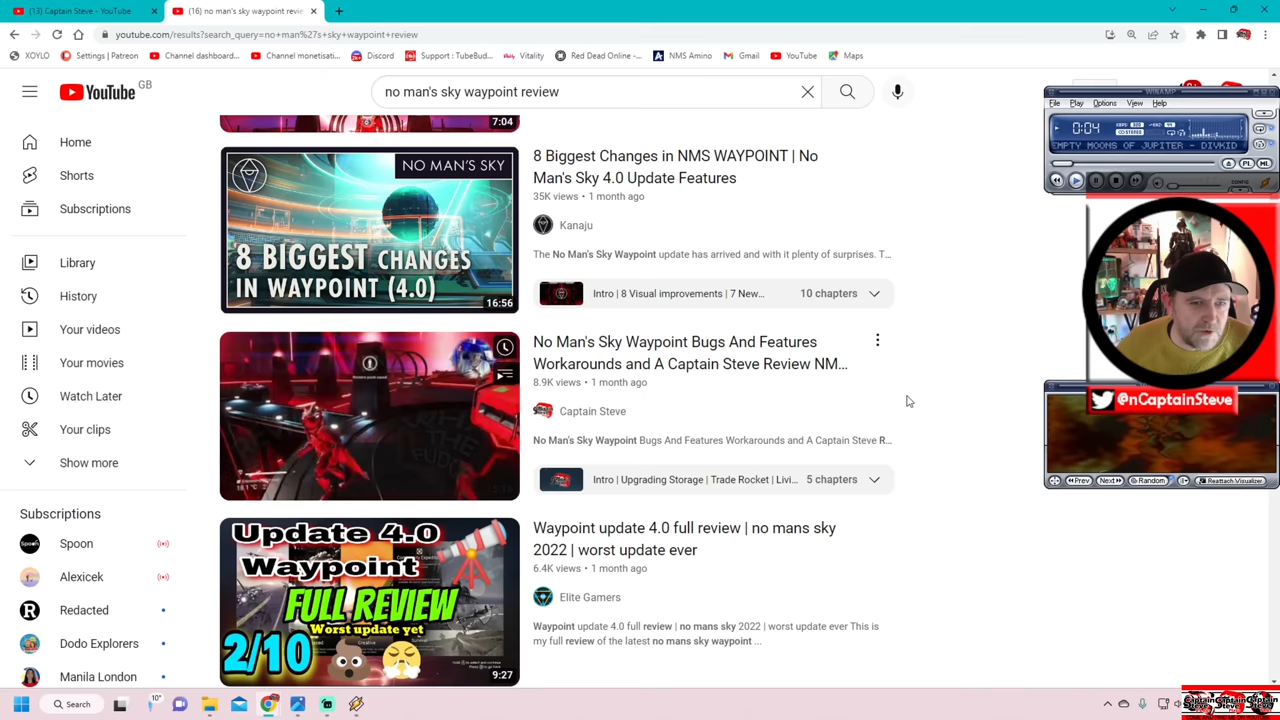 (13) Captain Steve - YouTube
(16) no man's sky waypoint revie
youtube.com/results?search_query=no+man%27s+sky+waypoint+review
XOYLO
Settings | Patreon
Channel dashboard...
Channel monetisati...
Discord
Support : TubeBud...
Vitality
Red Dead Online -...
NMS Amino
Gmail
YouTube
Maps
YouTube GB
no man's sky waypoint review
Home
Shorts
Subscriptions
Library
History
Your videos
Your movies
Watch Later
Your clips
Show more
Subscriptions
Spoon
Alexicek
Redacted
Dodo Explorers
Manila London
7:04
NO MAN'S SKY
8 BIGGEST CHANGES
IN WAYPOINT (4.0)
16:56
8 Biggest Changes in NMS WAYPOINT | No
Man's Sky 4.0 Update Features
35K views • 1 month ago
Kanaju
The No Man's Sky Waypoint update has arrived and with it plenty of surprises. T...
Intro | 8 Visual improvements | 7 New...
10 chapters
WHAT
THE
FUDG
No Man's Sky Waypoint Bugs And Features
Workarounds and A Captain Steve Review NM...
8.9K views • 1 month ago
Captain Steve
No Man's Sky Waypoint Bugs And Features Workarounds and A Captain Steve R...
Intro | Upgrading Storage | Trade Rocket | Livi...
5 chapters
Update 4.0
Waypoint
FULL REVIEW
Worst update yet
2/10
9:27
Waypoint update 4.0 full review | no mans sky
2022 | worst update ever
6.4K views • 1 month ago
Elite Gamers
Waypoint update 4.0 full review | no mans sky 2022 | worst update ever This is
my full review of the latest no mans sky waypoint ...
WINAMP
File Play Options View Help
0:04
EMPTY MOONS OF JUPITER - DIVKID
@nCaptainSteve
Prev
Next
Random
Reattach Visualizer
10°
Search
Captain
Steve